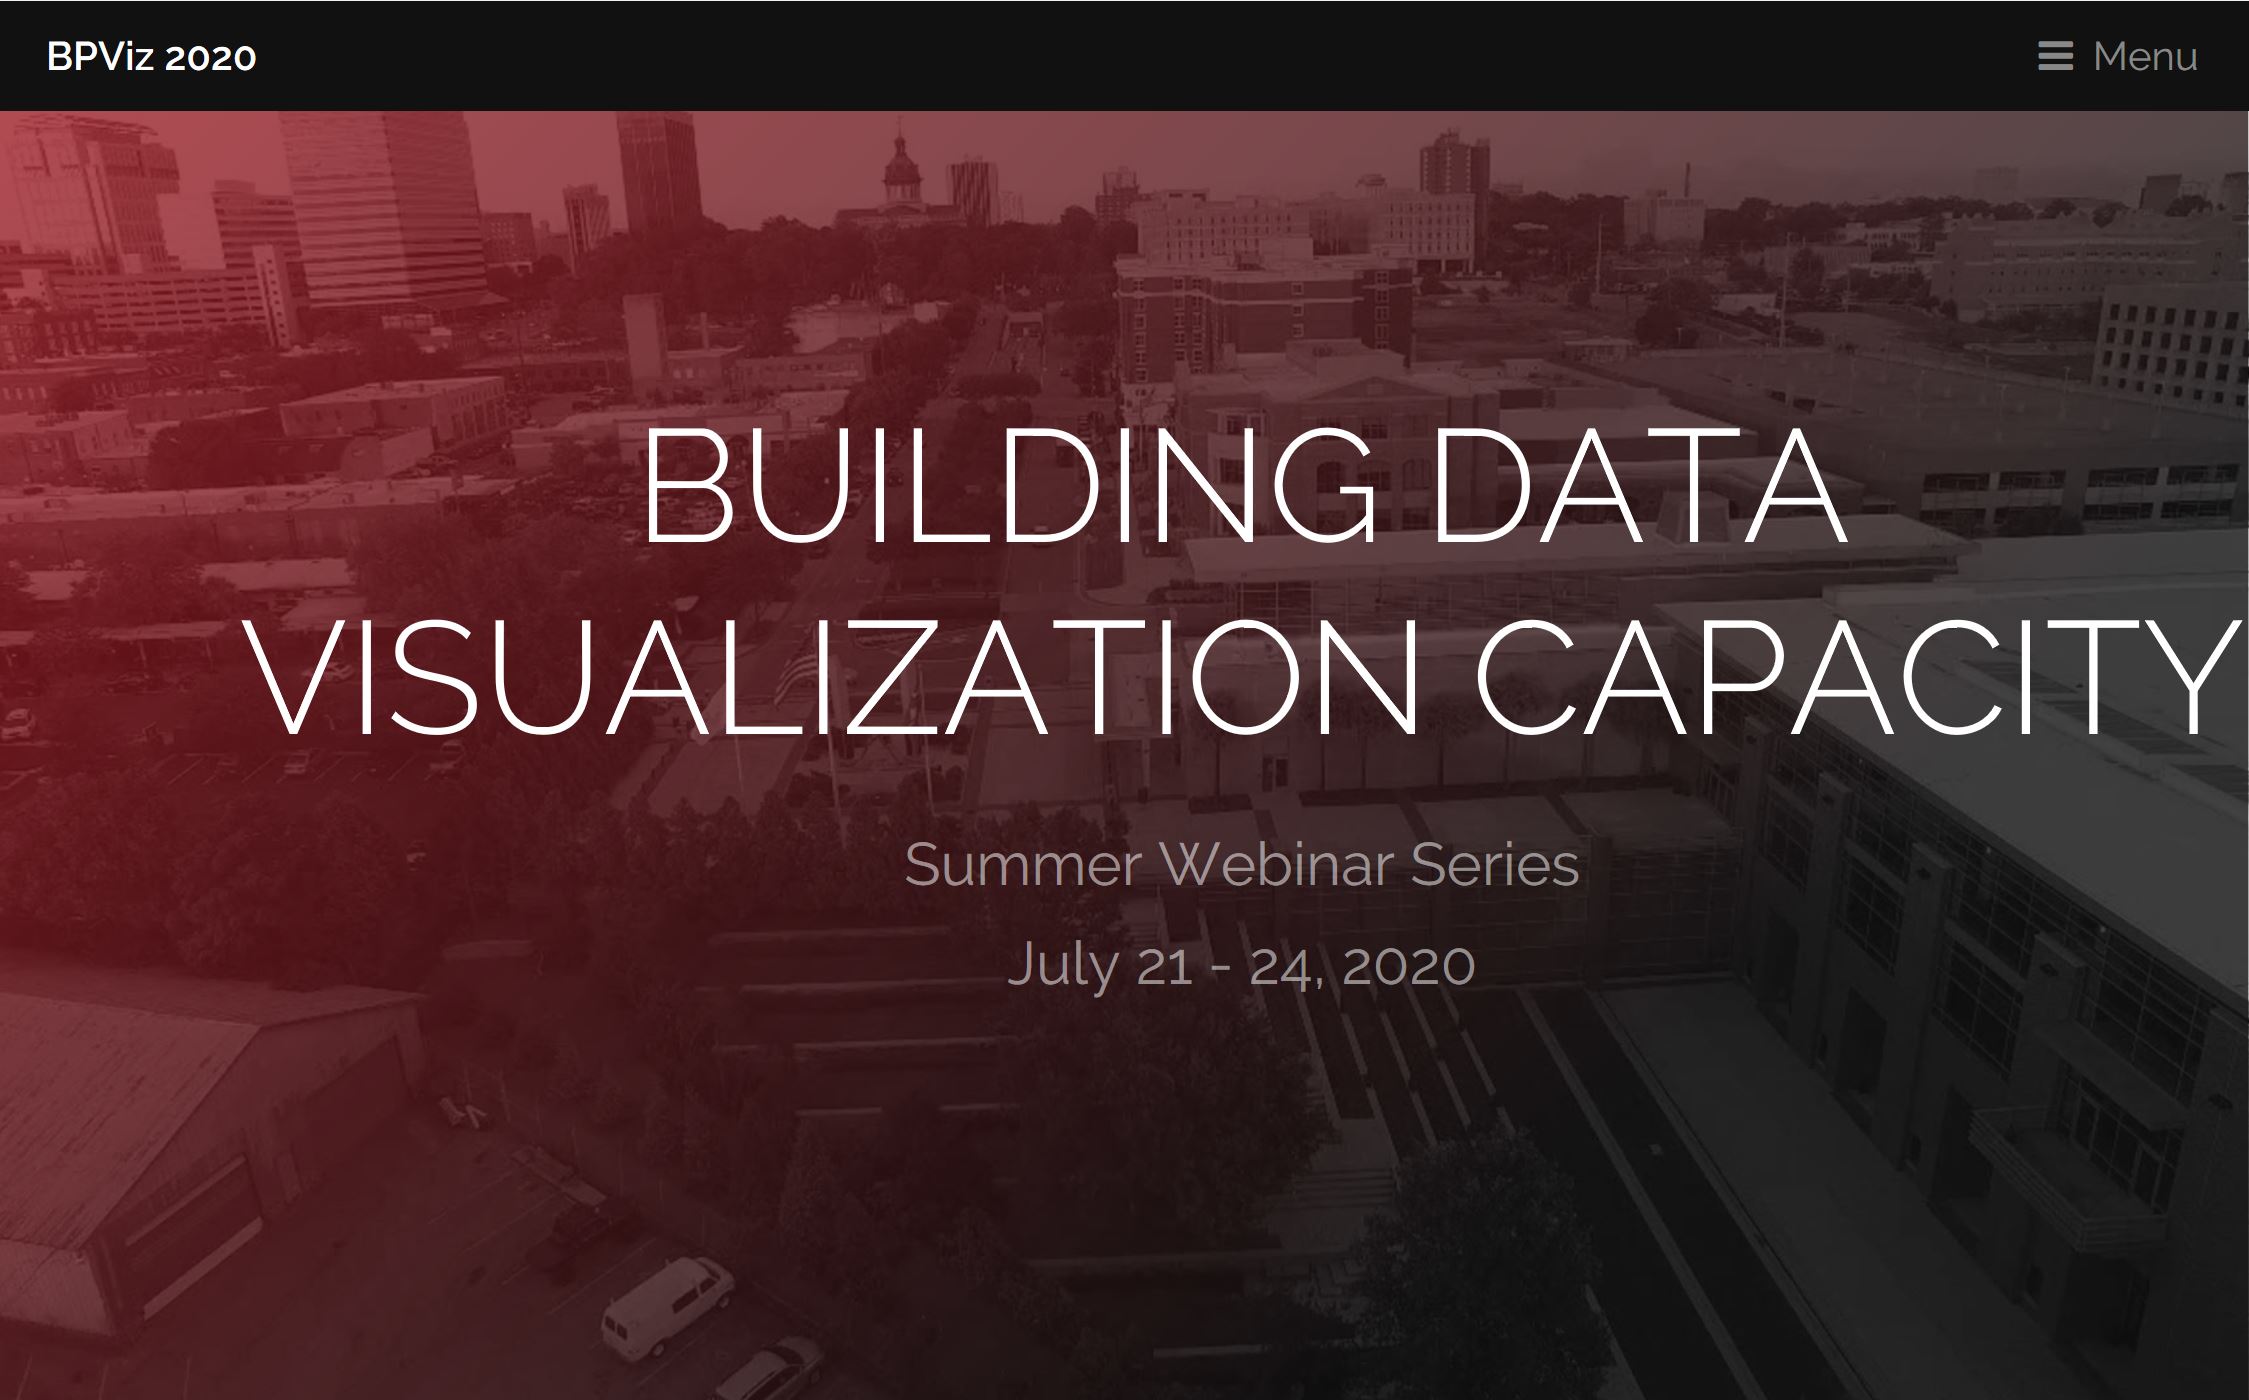 BPViz 2020
Menu
BUILDING DATA
VISUALIZATION CAPACITY
Summer Webinar Series
July 21 - 24, 2020